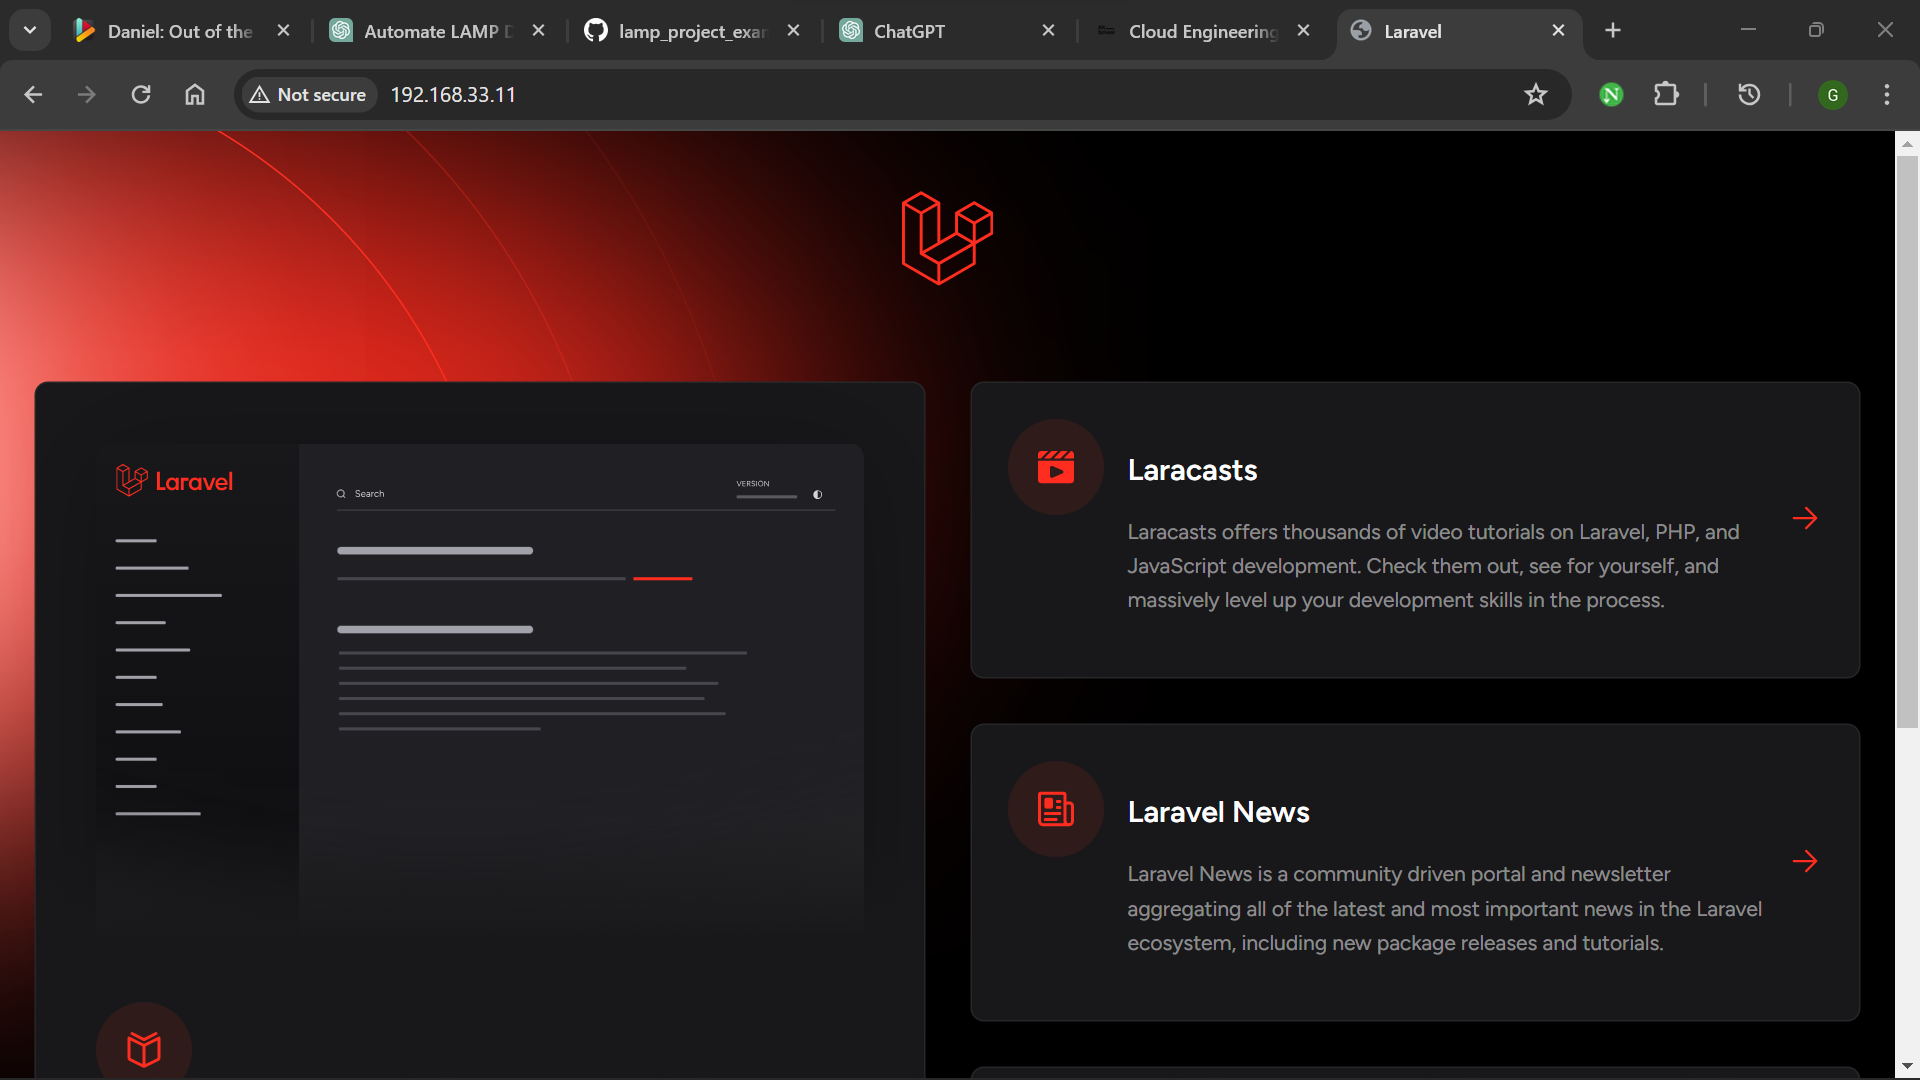 Daniel: Out of the
Automate LAMP D
lamp_project_exar
ChatGPT
Cloud Engineering
Laravel
Not secure
192.168.33.11
N
G
Laravel
Search
VERSION
Laracasts
Laracasts offers thousands of video tutorials on Laravel, PHP, and
JavaScript development. Check them out, see for yourself, and
massively level up your development skills in the process.
Laravel News
Laravel News is a community driven portal and newsletter
aggregating all of the latest and most important news in the Laravel
ecosystem, including new package releases and tutorials.